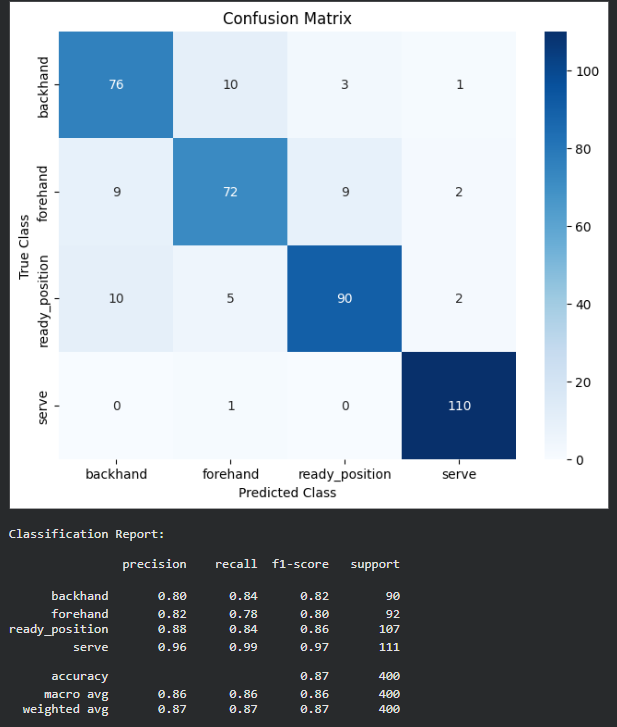 Confusion Matrix
backhand 76 10 3 1
forehand 9 72 9 2
ready_position 10 5 90 2
serve 0 1 0 110
True Class
backhand forehand ready_position serve
Predicted Class
100
80
60
40
20
0
Classification Report:
precision recall f1-score support
backhand 0.80 0.84 0.82 90
forehand 0.82 0.78 0.80 92
ready_position 0.88 0.84 0.86 107
serve 0.96 0.99 0.97 111
accuracy 0.87 400
macro avg 0.86 0.86 0.86 400
weighted avg 0.87 0.87 0.87 400